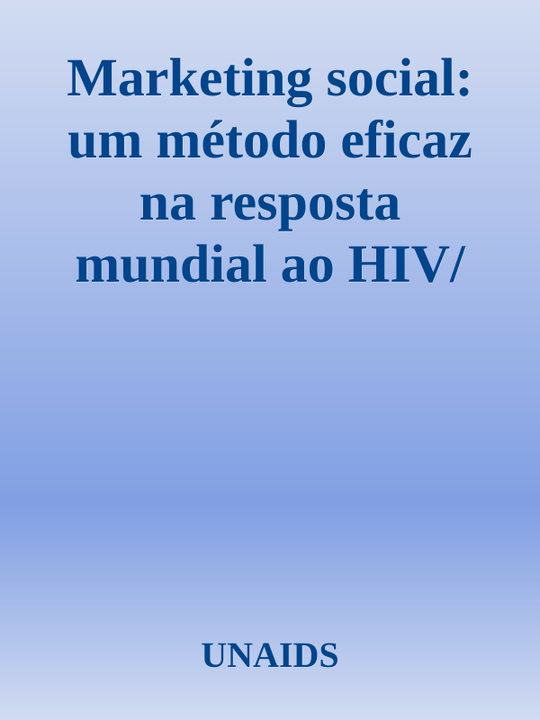 Marketing social:
um método eficaz
na resposta
mundial ao HIV/
UNAIDS